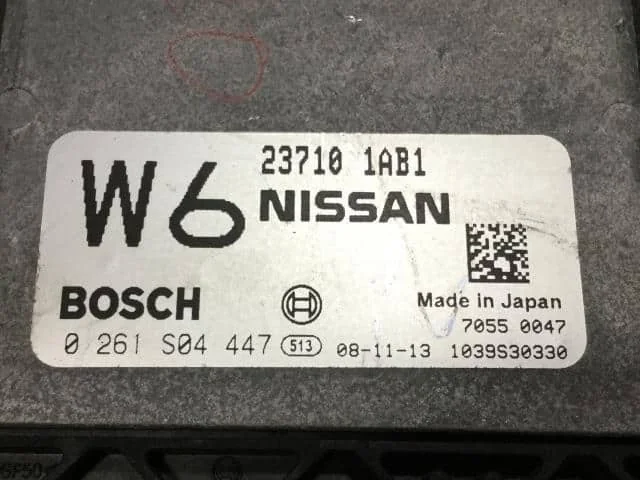 23710 1AB1
W6 NISSAN
BOSCH Made in Japan
7055 0047
0 261 S04 447 513 08-11-13 1039S30330
GF50